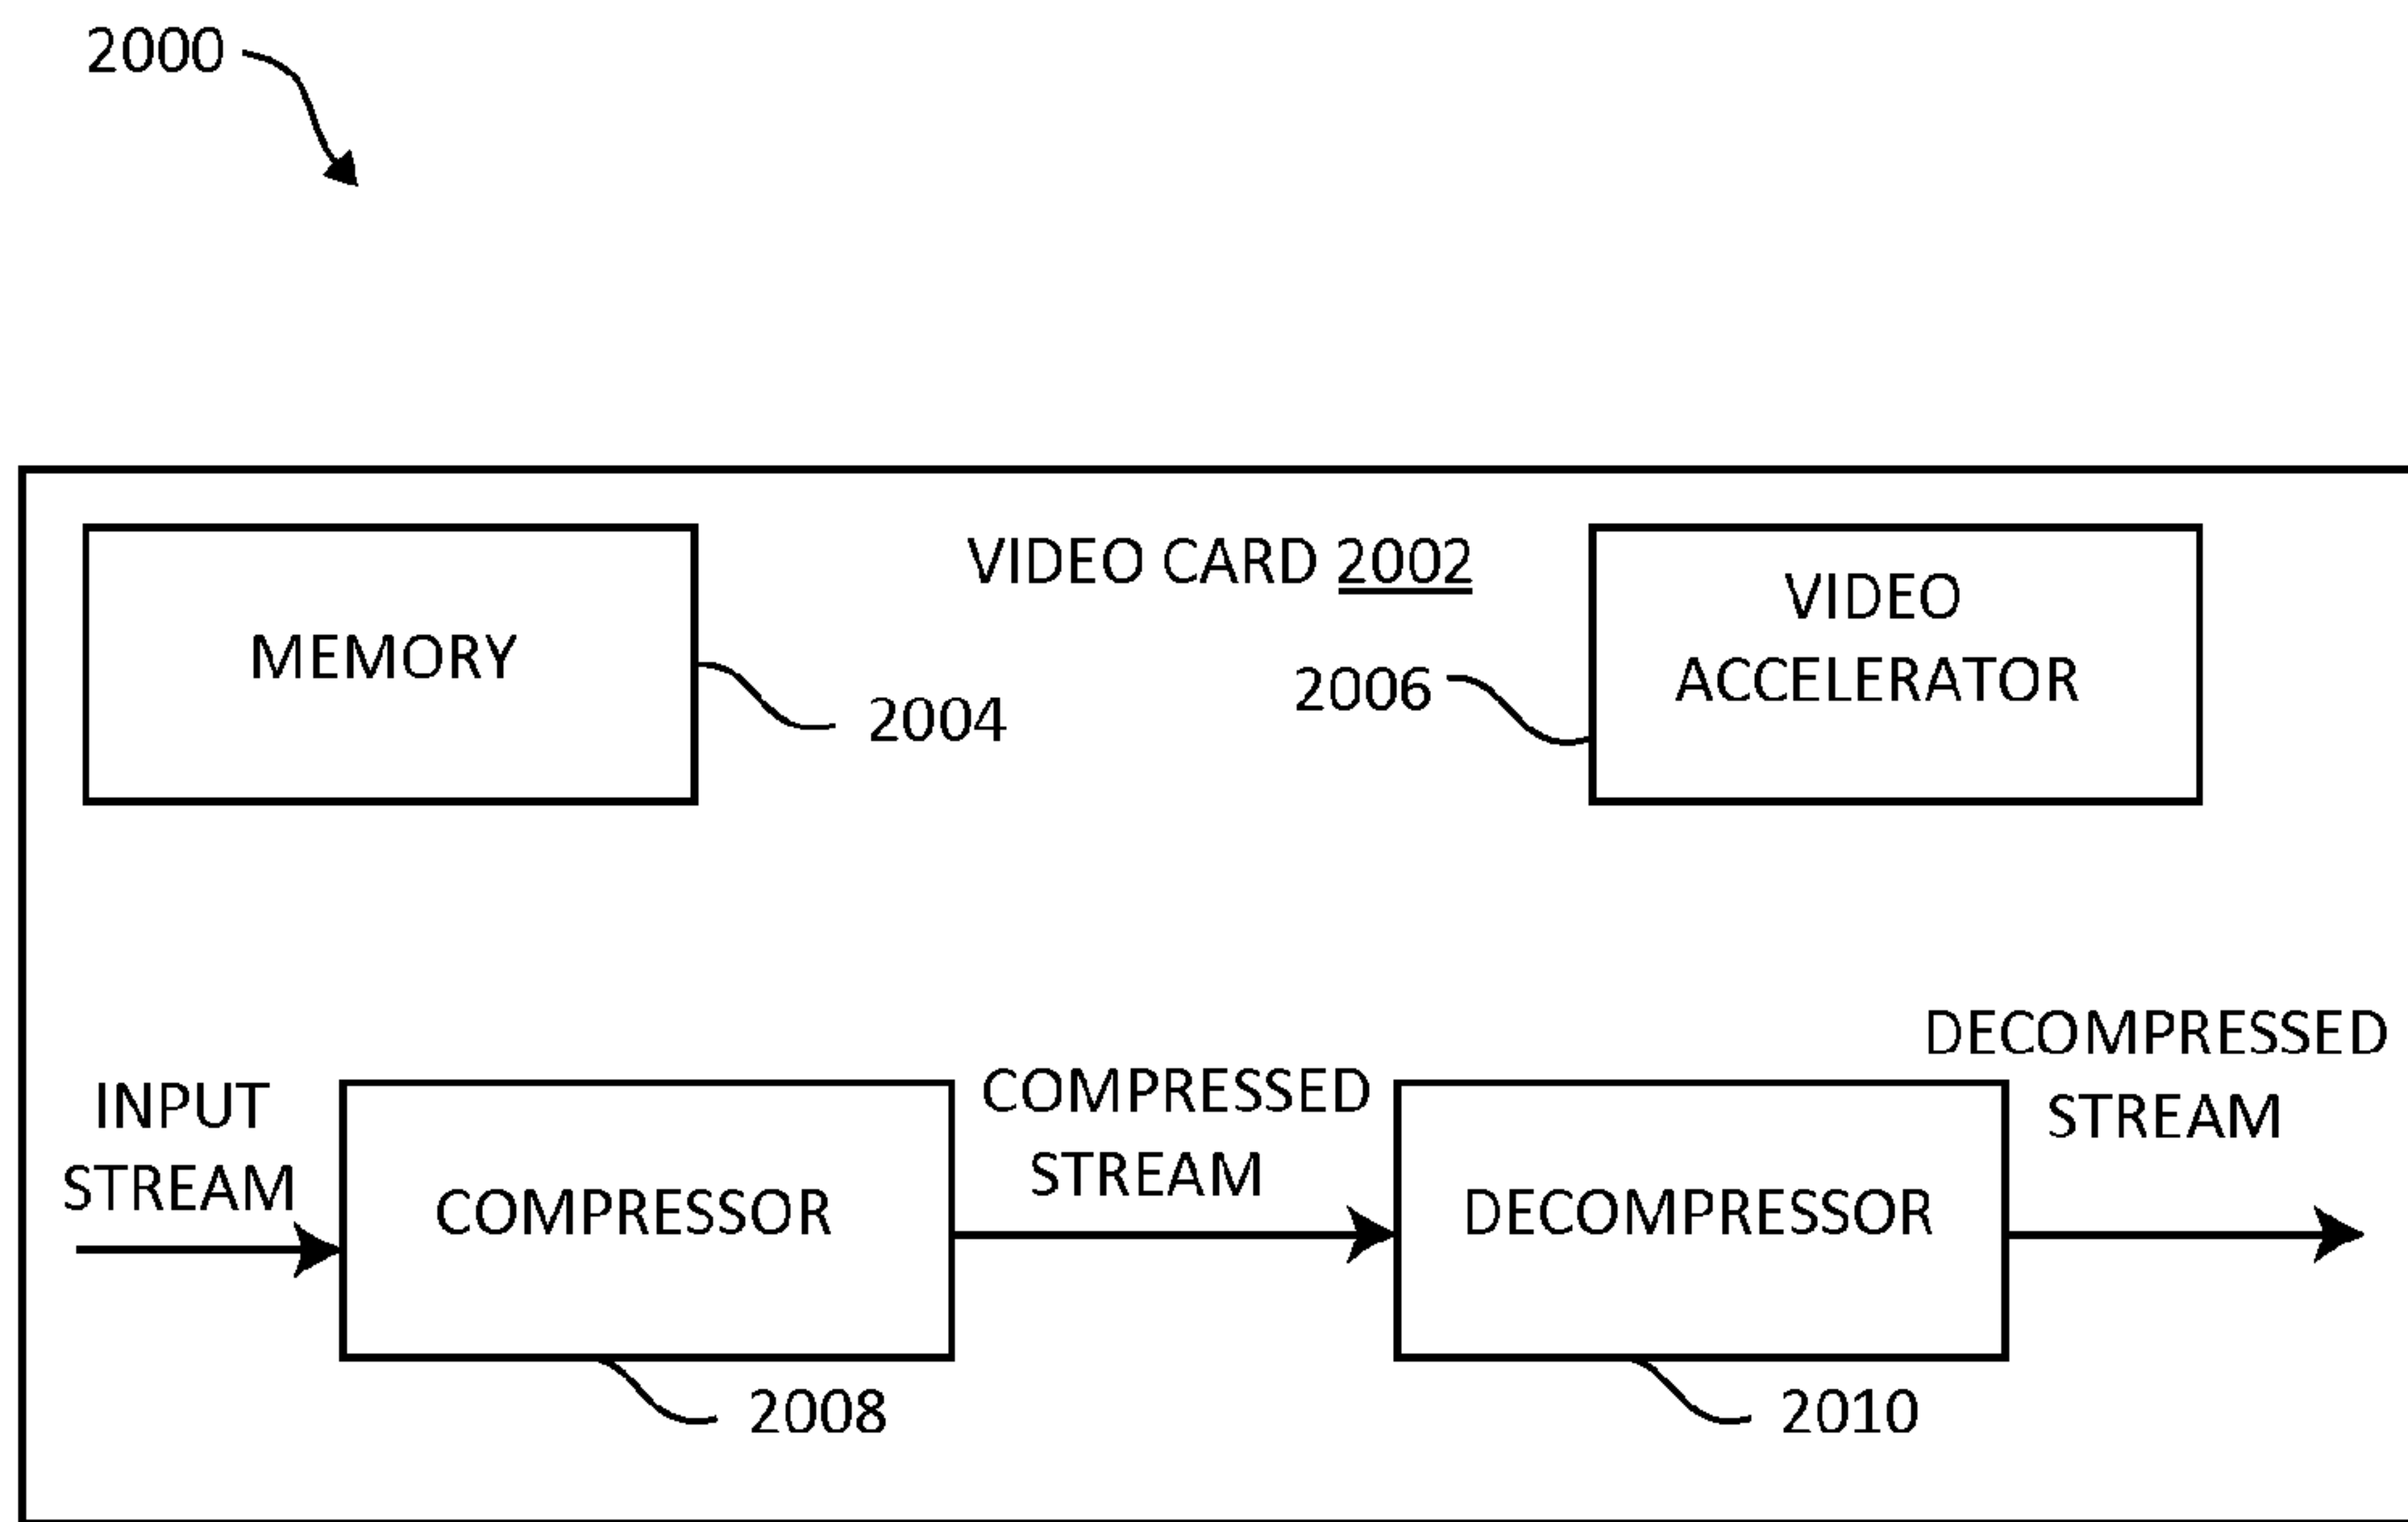 2000
VIDEO CARD 2002
MEMORY
2004
VIDEO
ACCELERATOR
2006
INPUT
STREAM
COMPRESSOR
2008
COMPRESSED
STREAM
DECOMPRESSOR
2010
DECOMPRESSED
STREAM